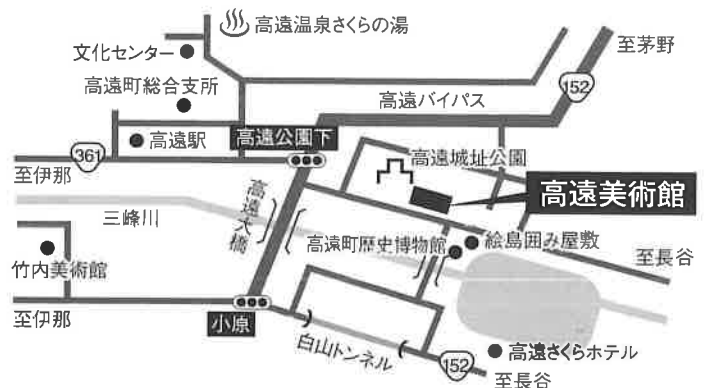 高遠温泉さくらの湯
文化センター
至茅野
152
高遠町総合支所
高遠バイパス
高遠駅
高遠公園下
361
至伊那
高遠城址公園
高遠美術館
高遠大橋
三峰川
高遠町歴史博物館
絵島囲み屋敷
至長谷
竹内美術館
至伊那
小原
白山トンネル
152
高遠さくらホテル
至長谷